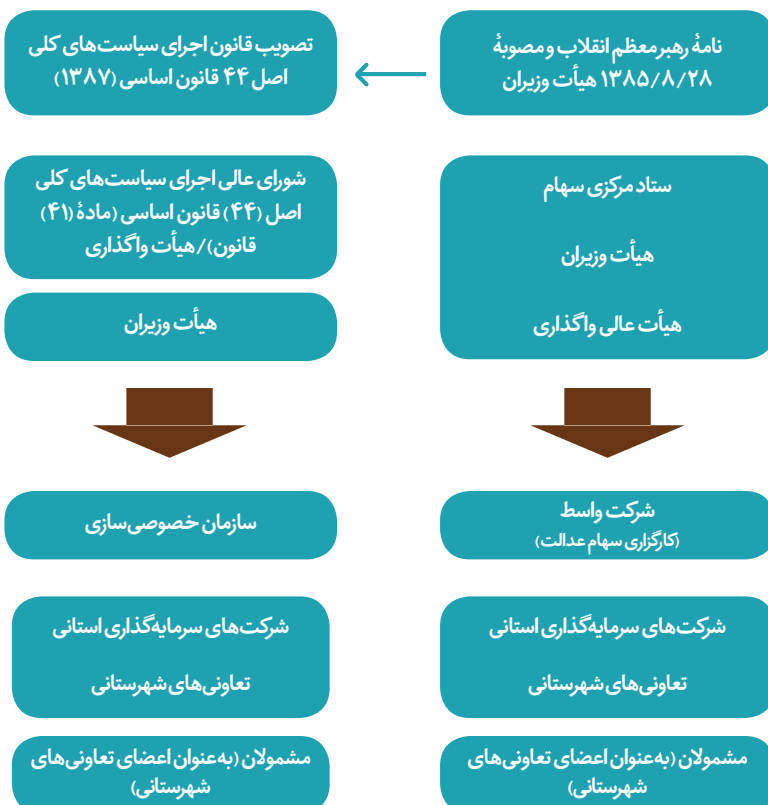 نامهٔ رهبر معظم انقلاب و مصوبهٔ
۱۳۸۵/۸/۲۸ هیأت وزیران
تصویب قانون اجرای سیاست‌های کلی
اصل ۴۴ قانون اساسی (۱۳۸۷)
ستاد مرکزی سهام
هیأت وزیران
هیأت عالی واگذاری
شورای عالی اجرای سیاست‌های کلی
اصل (۴۴) قانون اساسی (مادهٔ (۴۱)
قانون)/ هیأت واگذاری
هیأت وزیران
شرکت واسط
(کارگزاری سهام عدالت)
سازمان خصوصی‌سازی
شرکت‌های سرمایه‌گذاری استانی
تعاونی‌های شهرستانی
شرکت‌های سرمایه‌گذاری استانی
تعاونی‌های شهرستانی
مشمولان (به‌عنوان اعضای تعاونی‌های
شهرستانی)
مشمولان (به‌عنوان اعضای تعاونی‌های
شهرستانی)